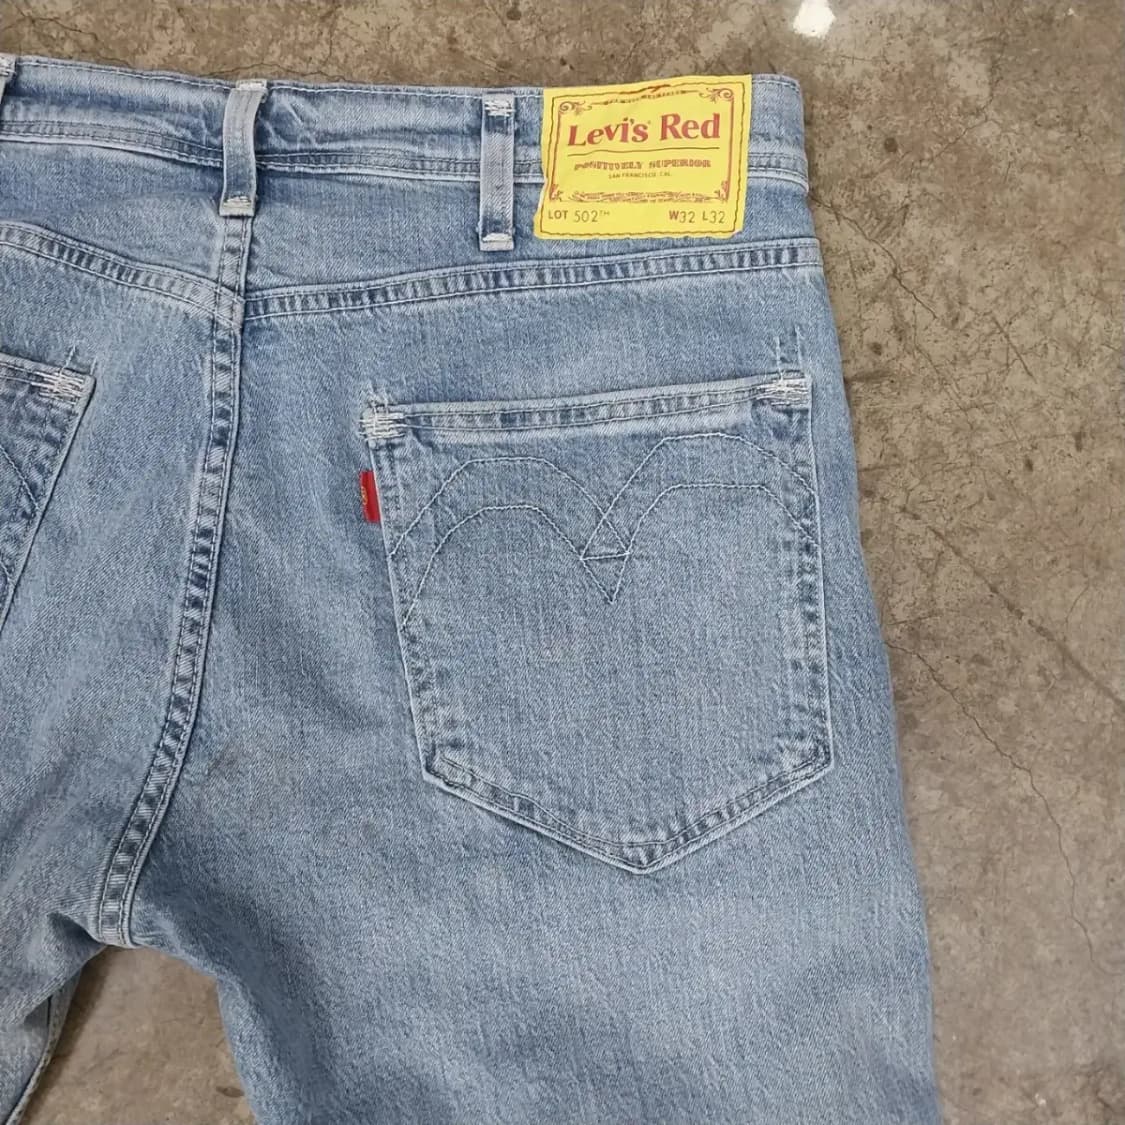 Levi's Red
POSITIVELY SUPERIOR
SAN FRANCISCO, CAL.
LOT 502™ W32 L32